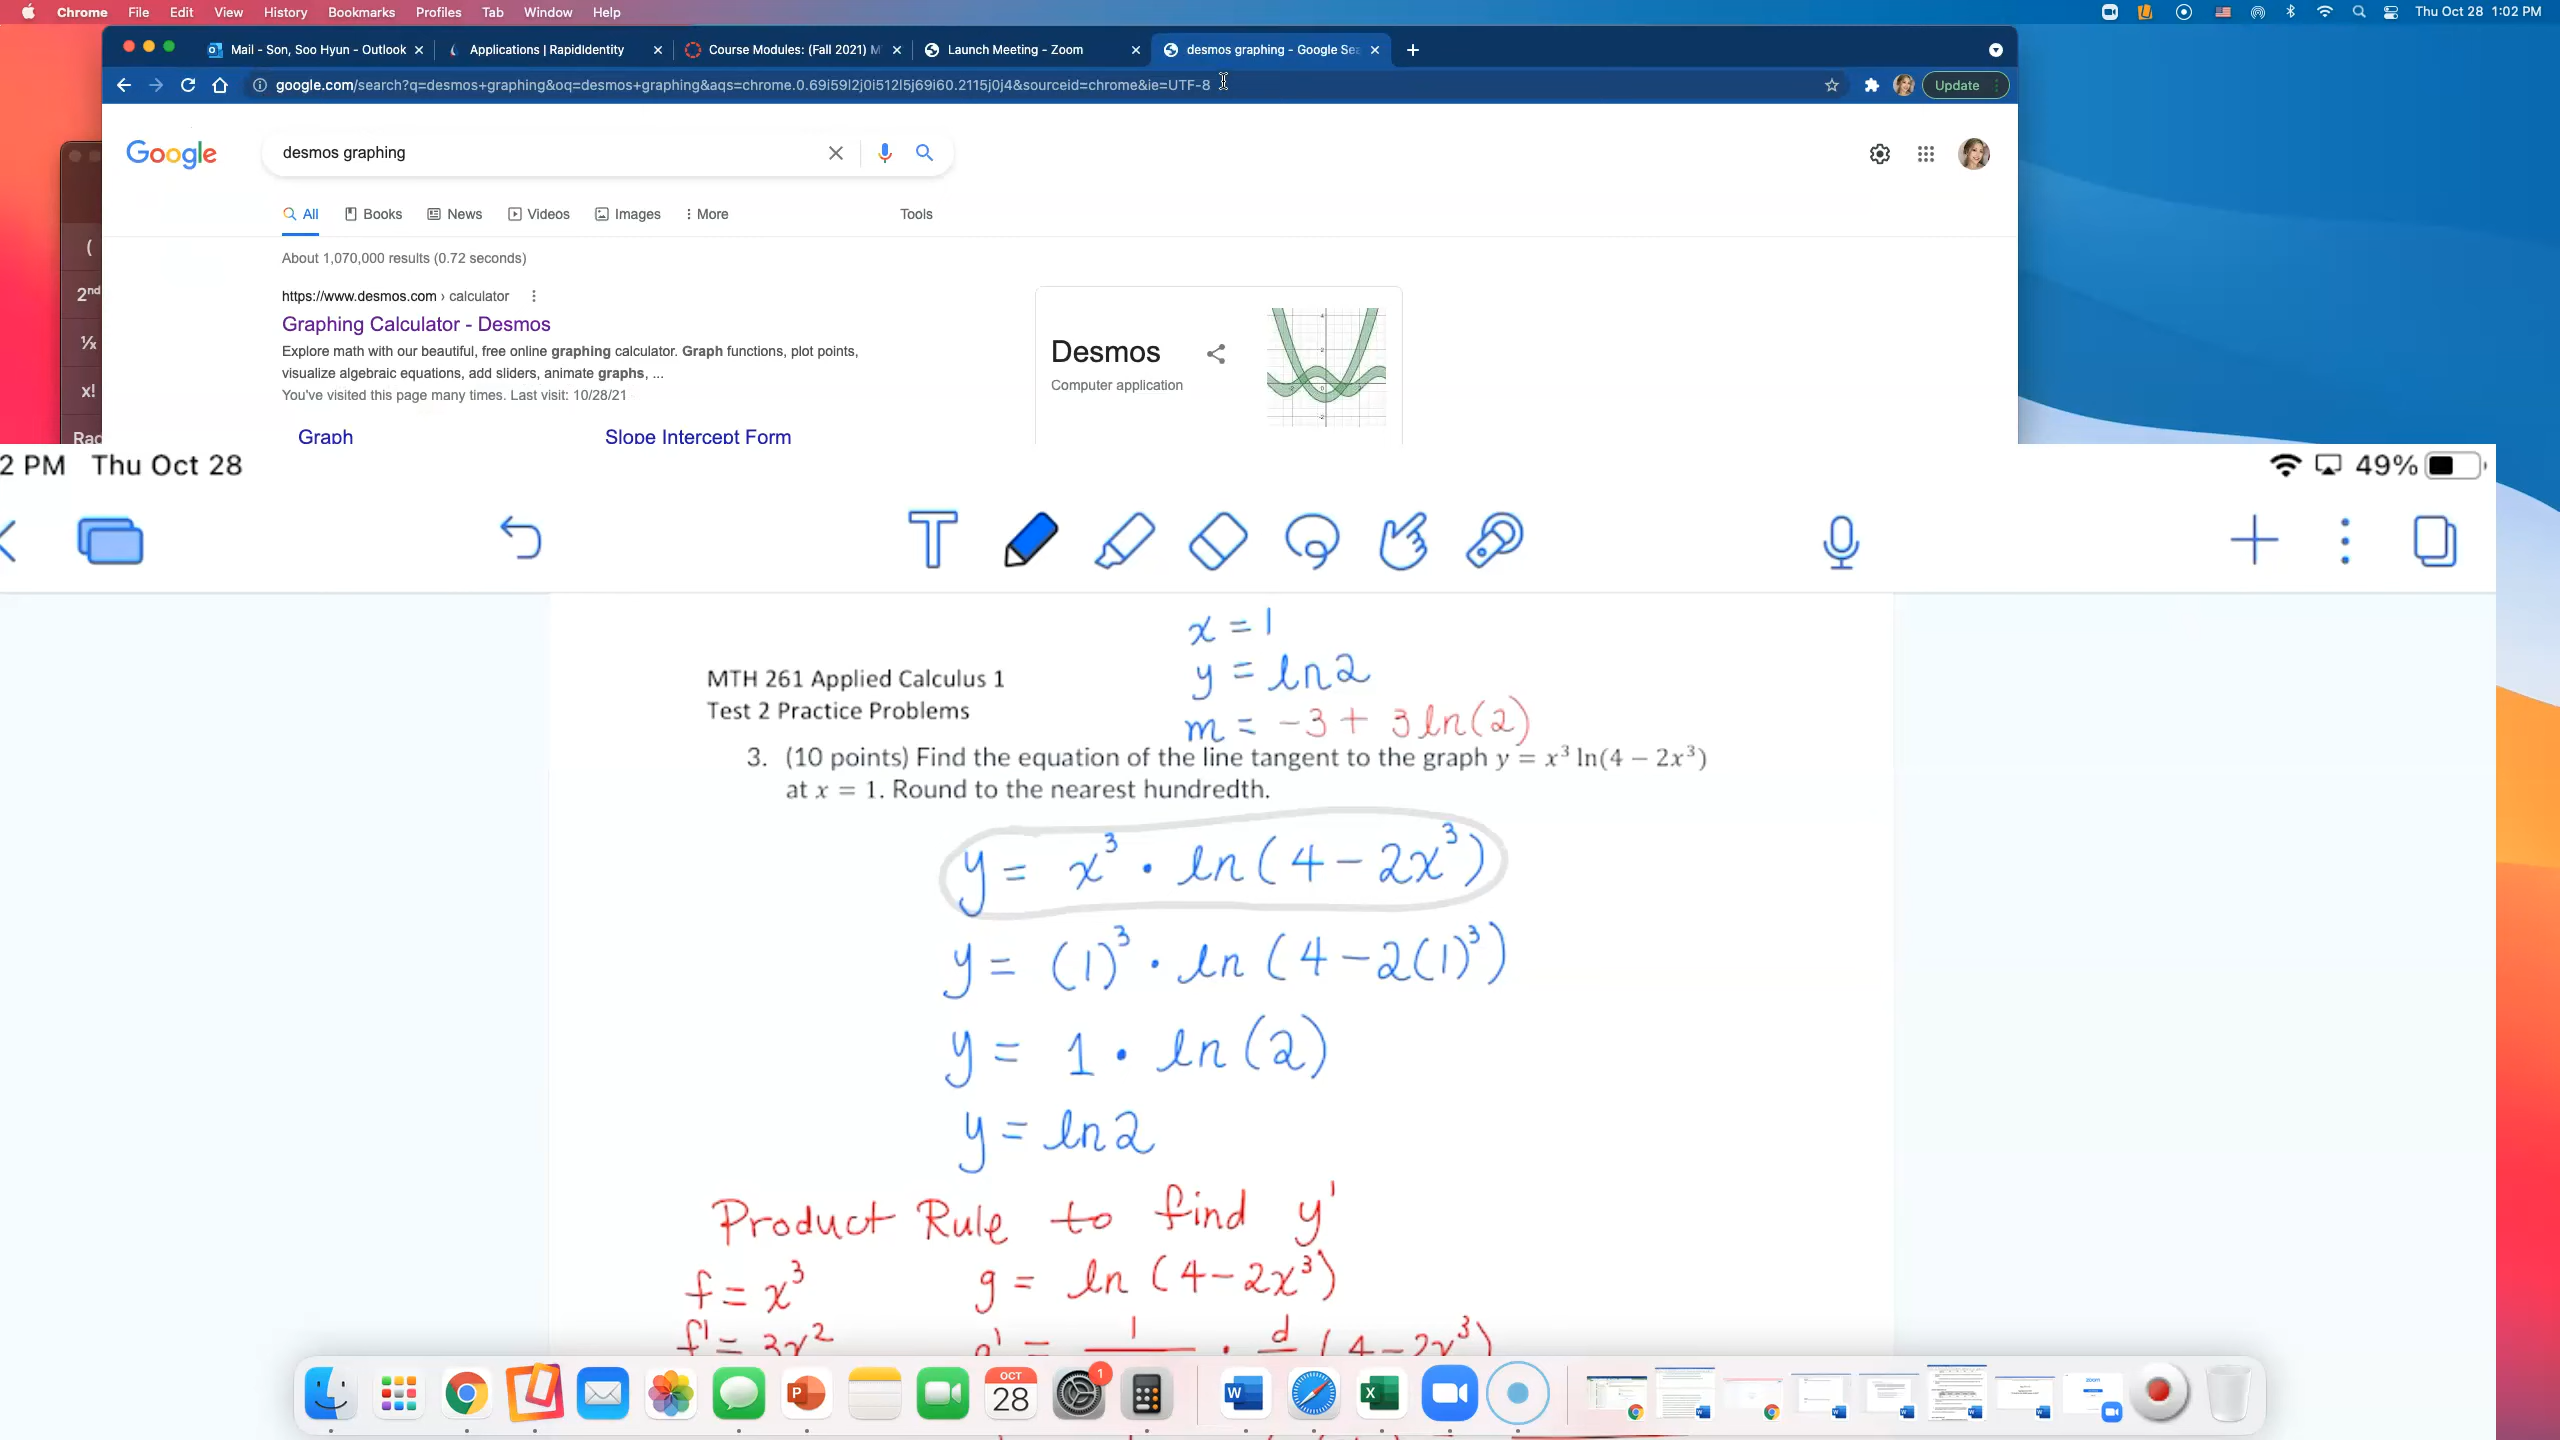 Chrome File Edit View History Bookmarks Profiles Tab Window Help Thu Oct 28 1:02 PM
Mail - Son, Soo Hyun - Outlook Applications | RapidIdentity Course Modules: (Fall 2021) M Launch Meeting - Zoom desmos graphing - Google Sea
google.com/search?q=desmos+graphing&oq=desmos+graphing&aqs=chrome.0.69i59l2j0i512l5j69i60.2115j0j4&sourceid=chrome&ie=UTF-8 Update
Google desmos graphing
All Books News Videos Images More Tools
About 1,070,000 results (0.72 seconds)
https://www.desmos.com › calculator
Graphing Calculator - Desmos
Explore math with our beautiful, free online graphing calculator. Graph functions, plot points,
visualize algebraic equations, add sliders, animate graphs, ...
You've visited this page many times. Last visit: 10/28/21
Graph Slope Intercept Form
Desmos
Computer application
(
2ⁿᵈ
¹⁄ₓ
x!
Rad
2 PM Thu Oct 28 49%
x = 1
y = ln2
m = -3 + 3 ln(2)
MTH 261 Applied Calculus 1
Test 2 Practice Problems
3. (10 points) Find the equation of the line tangent to the graph y = x³ ln(4 − 2x³)
at x = 1. Round to the nearest hundredth.
y = x³ · ln(4 − 2x³)
y = (1)³ · ln(4 − 2(1)³)
y = 1 · ln(2)
y = ln2
Product Rule to find y'
f = x³ g = ln(4 − 2x³)
f' = 3x² g' = 1 · d (4 − 2x³)
OCT
28
1